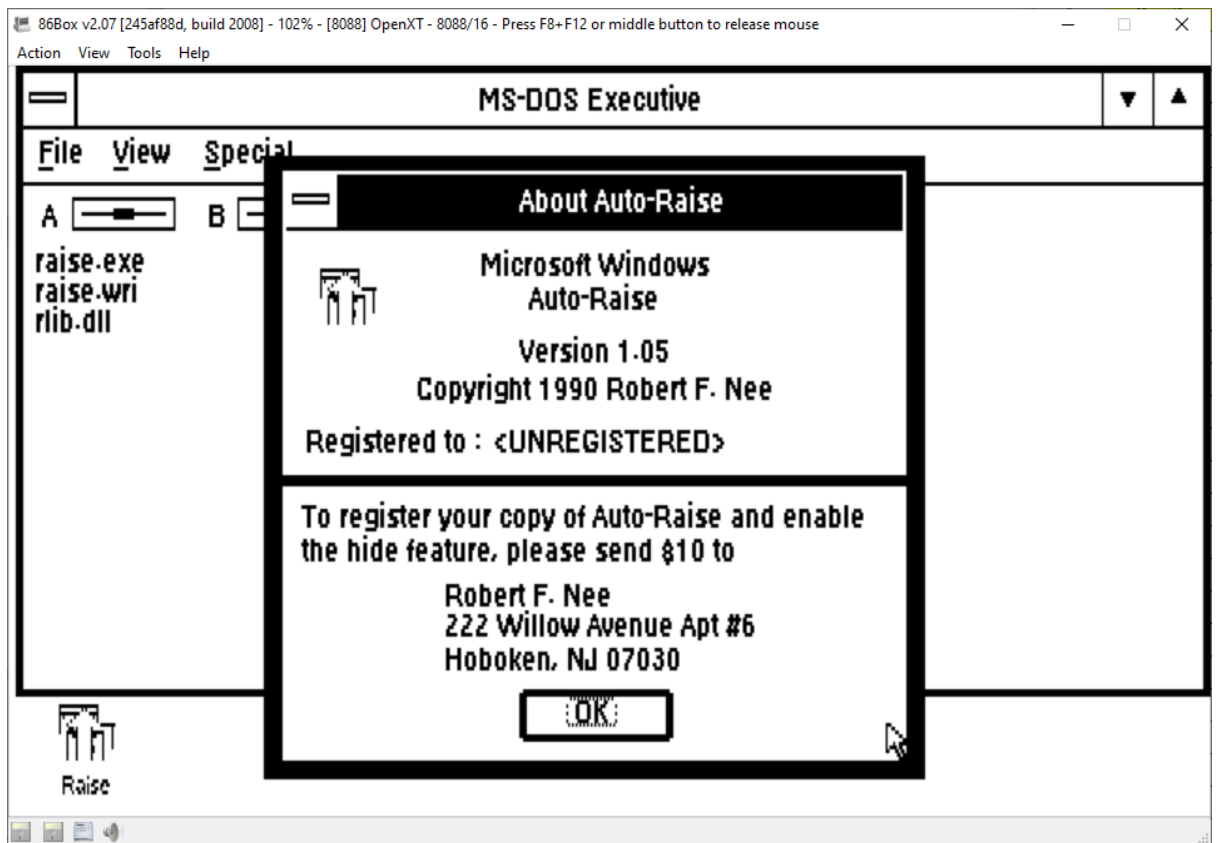 86Box v2.07 [245af88d, build 2008] - 102% - [8088] OpenXT - 8088/16 - Press F8+F12 or middle button to release mouse
Action View Tools Help
MS-DOS Executive
File View Special
A B
raise.exe
raise.wri
rlib.dll
About Auto-Raise
Microsoft Windows
Auto-Raise
Version 1.05
Copyright 1990 Robert F. Nee
Registered to : <UNREGISTERED>
To register your copy of Auto-Raise and enable
the hide feature, please send $10 to
Robert F. Nee
222 Willow Avenue Apt #6
Hoboken, NJ 07030
OK
Raise